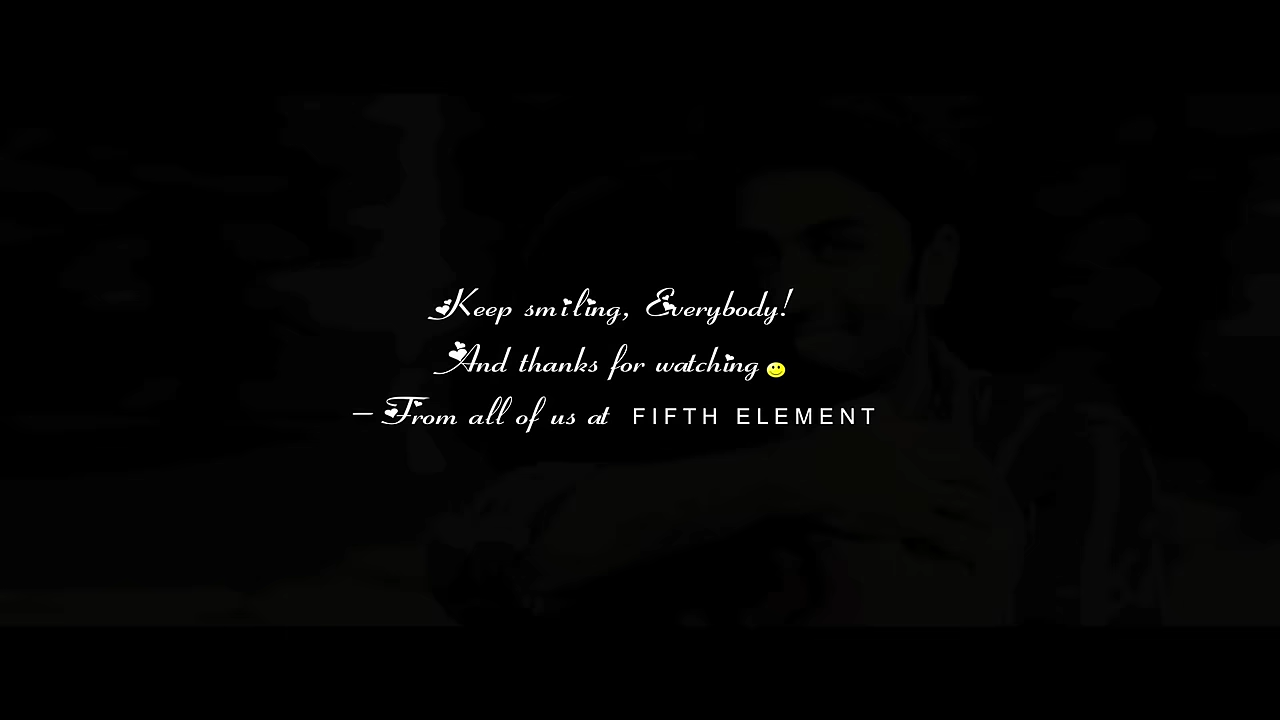 Keep smiling, Everybody!
And thanks for watching
– From all of us at FIFTH ELEMENT